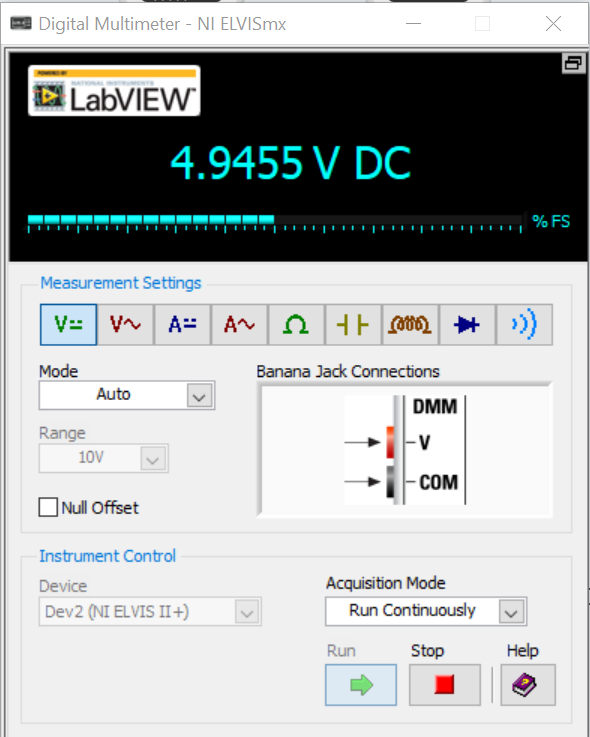 Digital Multimeter - NI ELVISmx
POWERED BY
NATIONAL INSTRUMENTS
LabVIEW™
4.9455 V DC
% FS
Measurement Settings
V V A A Ω
Mode
Auto
Banana Jack Connections
DMM
V
COM
Range
10V
Null Offset
Instrument Control
Device
Dev2 (NI ELVIS II+)
Acquisition Mode
Run Continuously
Run Stop Help